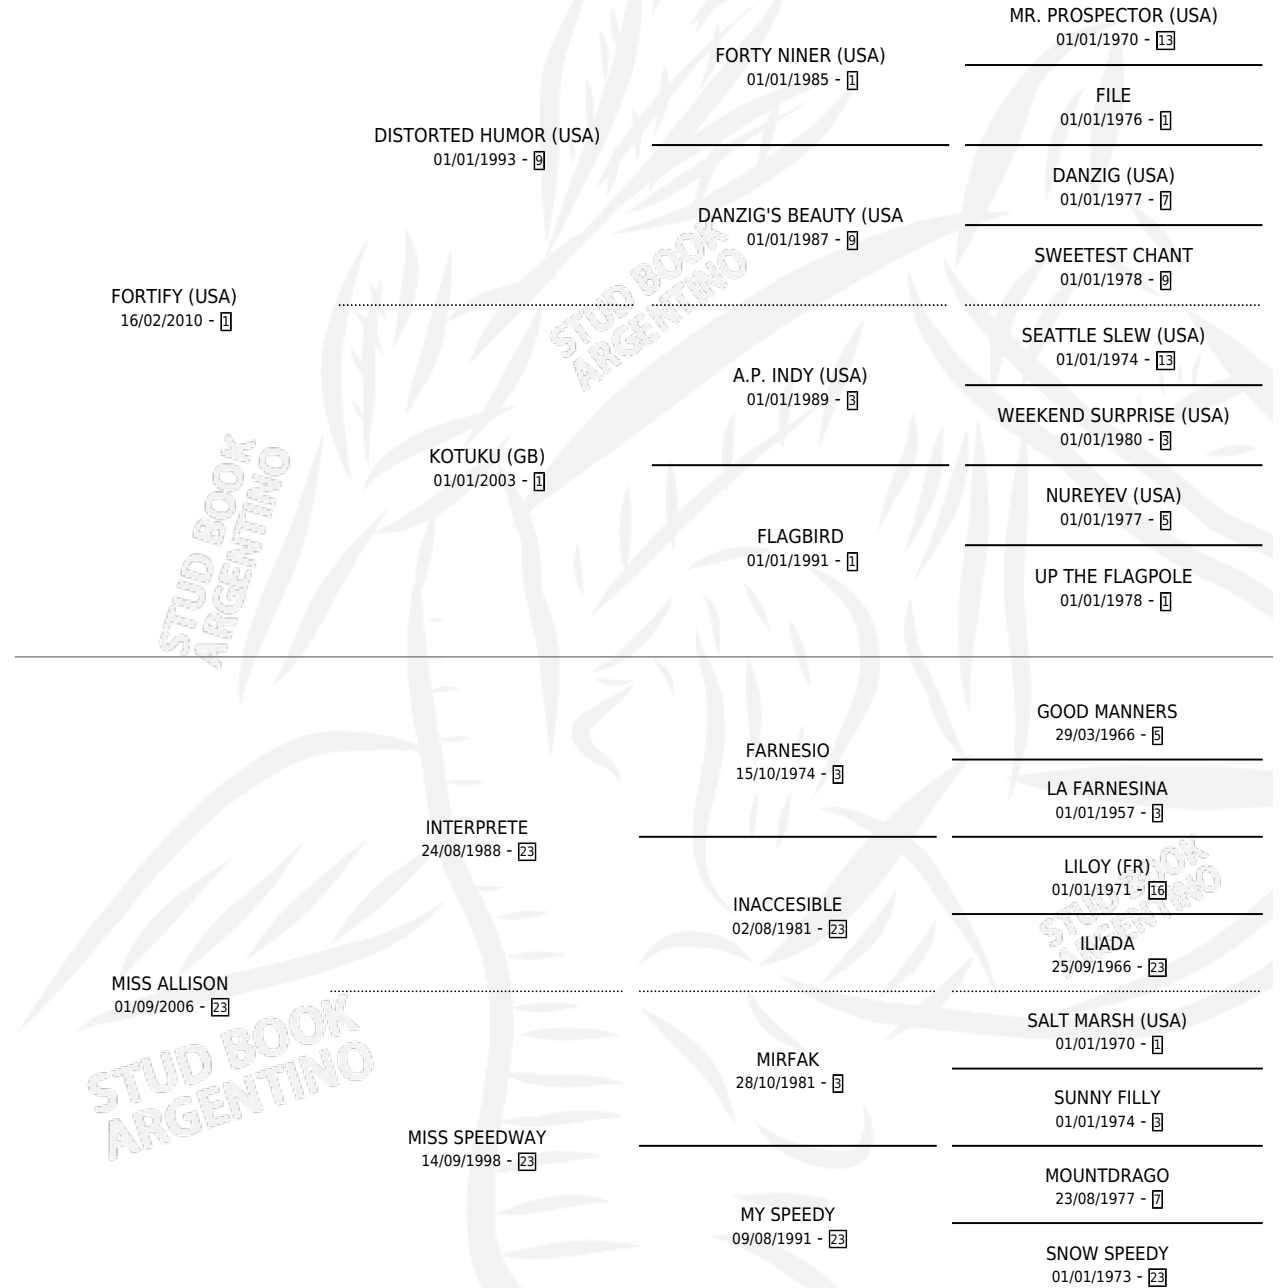 MR. PROSPECTOR (USA)
01/01/1970 - 13
FORTY NINER (USA)
01/01/1985 - 1
FILE
01/01/1976 - 1
DISTORTED HUMOR (USA)
01/01/1993 - 9
DANZIG (USA)
01/01/1977 - 7
DANZIG'S BEAUTY (USA
01/01/1987 - 9
SWEETEST CHANT
01/01/1978 - 9
FORTIFY (USA)
16/02/2010 - 1
STUD BOOK
ARGENTINO
SEATTLE SLEW (USA)
01/01/1974 - 13
A.P. INDY (USA)
01/01/1989 - 3
WEEKEND SURPRISE (USA)
01/01/1980 - 3
KOTUKU (GB)
01/01/2003 - 1
NUREYEV (USA)
01/01/1977 - 5
FLAGBIRD
01/01/1991 - 1
UP THE FLAGPOLE
01/01/1978 - 1
STUD BOOK
ARGENTINO
GOOD MANNERS
29/03/1966 - 5
FARNESIO
15/10/1974 - 3
LA FARNESINA
01/01/1957 - 3
INTERPRETE
24/08/1988 - 23
LILOY (FR)
01/01/1971 - 16
INACCESIBLE
02/08/1981 - 23
ILIADA
25/09/1966 - 23
STUD BOOK
ARGENTINO
MISS ALLISON
01/09/2006 - 23
SALT MARSH (USA)
01/01/1970 - 1
MIRFAK
28/10/1981 - 3
SUNNY FILLY
01/01/1974 - 3
STUD BOOK
ARGENTINO
MISS SPEEDWAY
14/09/1998 - 23
MOUNTDRAGO
23/08/1977 - 7
MY SPEEDY
09/08/1991 - 23
SNOW SPEEDY
01/01/1973 - 23